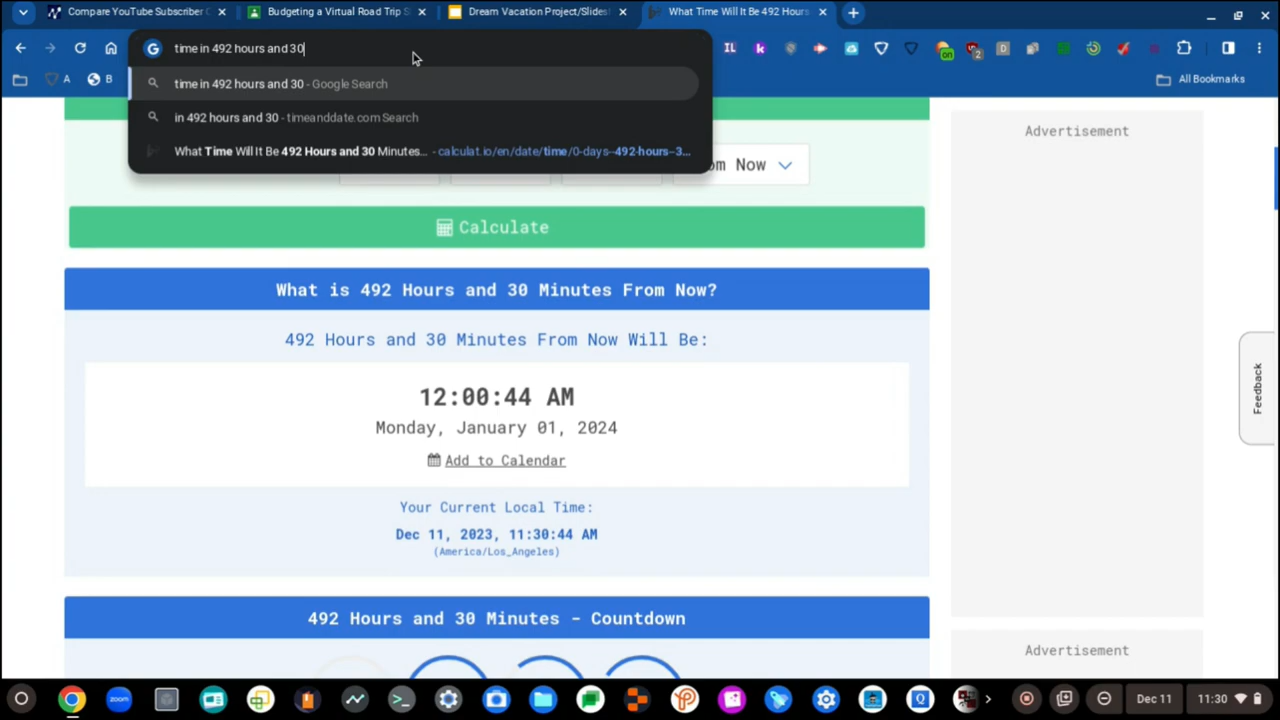 Compare YouTube Subscriber C
Budgeting a Virtual Road Trip S
Dream Vacation Project/Slides
What Time Will It Be 492 Hours
time in 492 hours and 30
IL
k
on
2
D
A
B
All Bookmarks
time in 492 hours and 30 - Google Search
in 492 hours and 30 - timeanddate.com Search
What Time Will It Be 492 Hours and 30 Minutes... - calculat.io/en/date/time/0-days--492-hours--3...
om Now
Advertisement
Calculate
What is 492 Hours and 30 Minutes From Now?
492 Hours and 30 Minutes From Now Will Be:
12:00:44 AM
Monday, January 01, 2024
Add to Calendar
Your Current Local Time:
Dec 11, 2023, 11:30:44 AM
(America/Los_Angeles)
Feedback
492 Hours and 30 Minutes - Countdown
Advertisement
zoom
Q
Dec 11
11:30